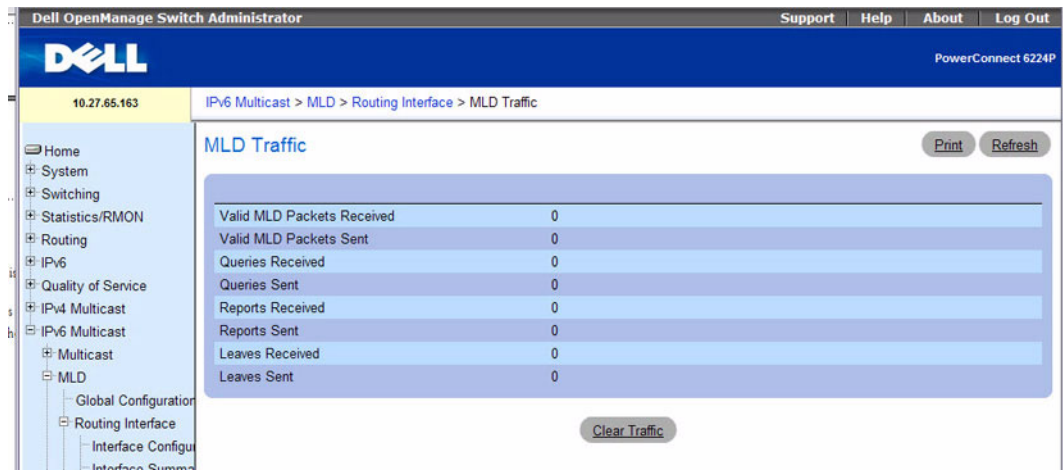 Dell OpenManage Switch Administrator
Support Help About Log Out
DELL
PowerConnect 6224P
10.27.65.163
IPv6 Multicast > MLD > Routing Interface > MLD Traffic
Home
System
Switching
Statistics/RMON
Routing
IPv6
Quality of Service
IPv4 Multicast
IPv6 Multicast
Multicast
MLD
Global Configuration
Routing Interface
Interface Configu
Interface Summa
MLD Traffic
Print Refresh
Valid MLD Packets Received 0
Valid MLD Packets Sent 0
Queries Received 0
Queries Sent 0
Reports Received 0
Reports Sent 0
Leaves Received 0
Leaves Sent 0
Clear Traffic